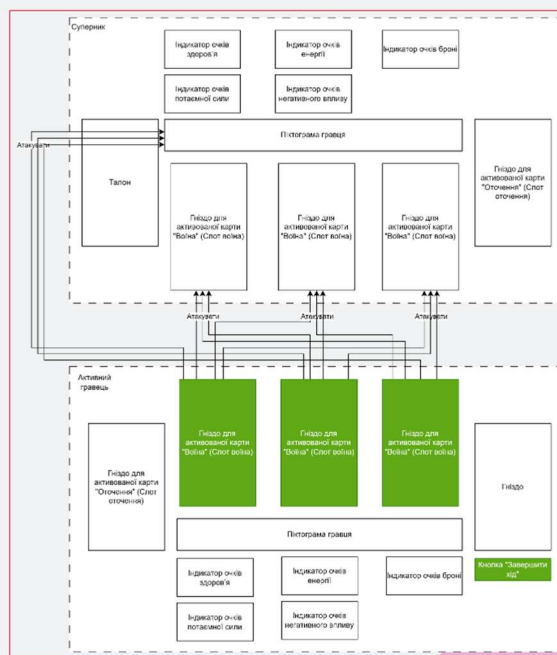 Суперник
Індикатор очків
здоров'я
Індикатор очків
енергії
Індикатор очків броні
Індикатор очків
потаємної сили
Індикатор очків
негативного впливу
Атакувати
Піктограма гравця
Талон
Гніздо для
активованої карти
"Воїна" (Слот воїна)
Гніздо для
активованої карти
"Воїна" (Слот воїна)
Гніздо для
активованої карти
"Воїна" (Слот воїна)
Гніздо для
активованої карти
"Оточення" (Слот
оточення)
Атакувати
Атакувати
Атакувати
Активний
гравець
Гніздо для
активованої карти
"Оточення" (Слот
оточення)
Гніздо для
активованої карти
"Воїна" (Слот воїна)
Гніздо для
активованої карти
"Воїна" (Слот воїна)
Гніздо для
активованої карти
"Воїна" (Слот воїна)
Гніздо
Піктограма гравця
Індикатор очків
здоров'я
Індикатор очків
енергії
Індикатор очків броні
Кнопка "Завершити
хід"
Індикатор очків
потаємної сили
Індикатор очків
негативного впливу